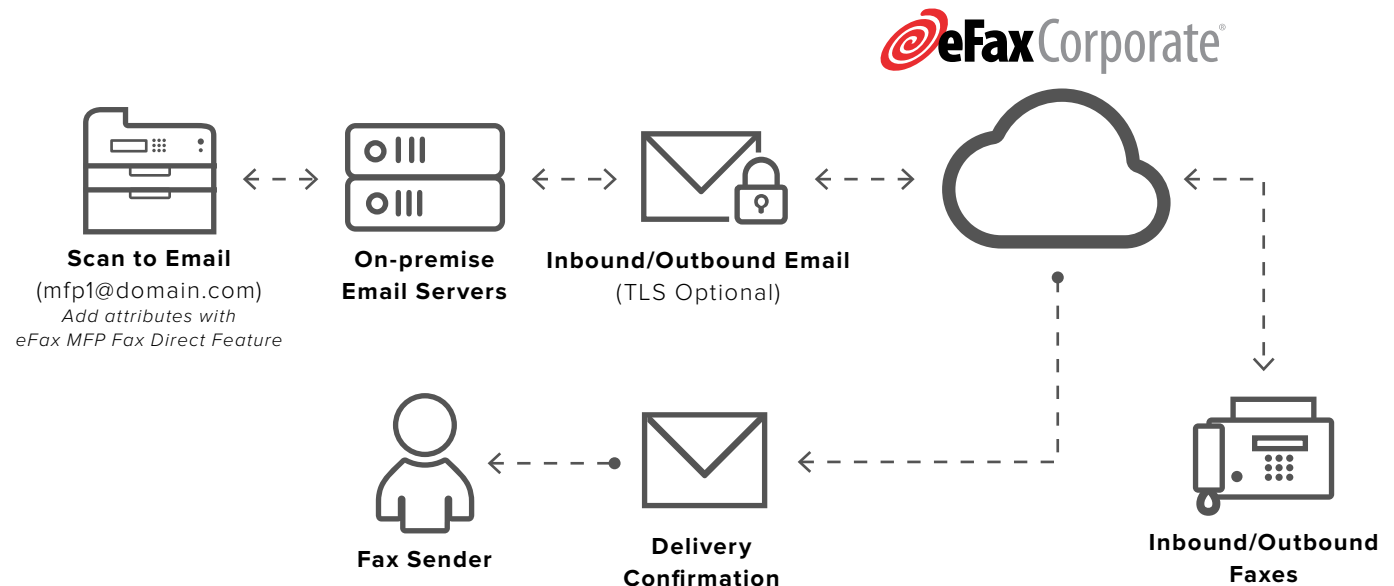 eFax Corporate®
Scan to Email
(mfp1@domain.com)
Add attributes with
eFax MFP Fax Direct Feature
On-premise
Email Servers
Inbound/Outbound Email
(TLS Optional)
Fax Sender
Delivery
Confirmation
Inbound/Outbound
Faxes